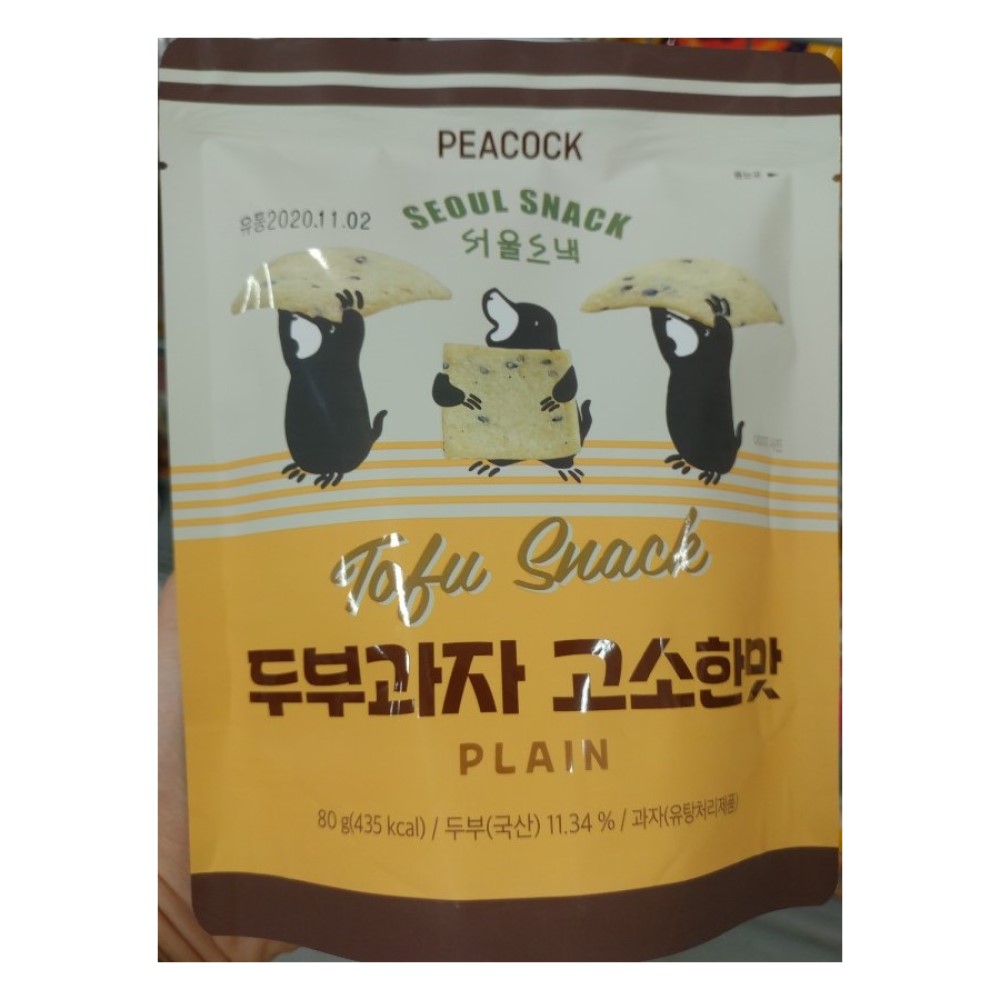 PEACOCK
유통2020.11.02
SEOUL SNACK
서울스낵
Tofu Snack
두부과자 고소한맛
PLAIN
80 g(435 kcal) / 두부(국산) 11.34 % / 과자(유탕처리제품)